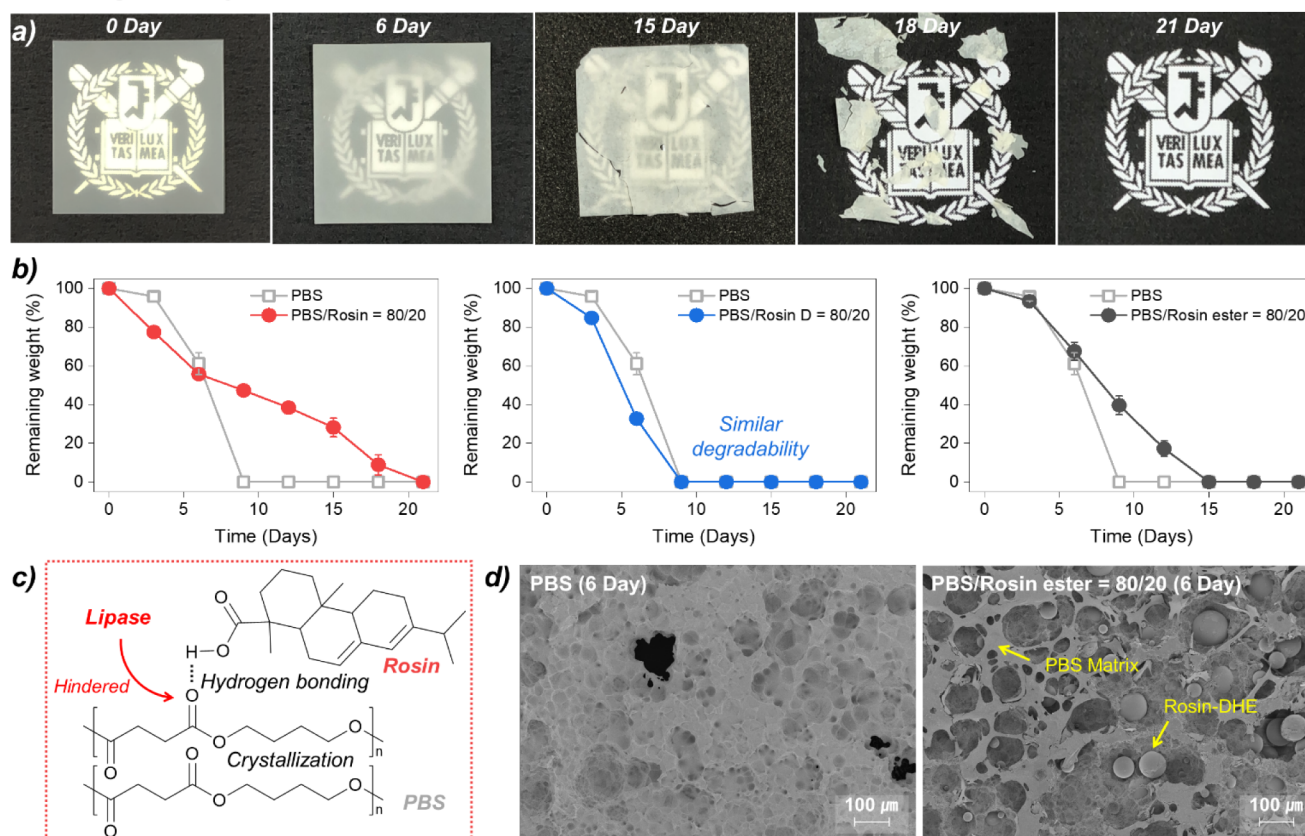 a)
0 Day
6 Day
15 Day
18 Day
21 Day
VERI LUX
TAS MEA
VERI LUX
TAS MEA
VERI LUX
TAS MEA
VERI LUX
TAS MEA
VERI LUX
TAS MEA
b)
Remaining weight (%)
100
80
60
40
20
0
PBS
PBS/Rosin = 80/20
0 5 10 15 20
Time (Days)
Remaining weight (%)
100
80
60
40
20
0
PBS
PBS/Rosin D = 80/20
Similar
degradability
0 5 10 15 20
Time (Days)
Remaining weight (%)
100
80
60
40
20
0
PBS
PBS/Rosin ester = 80/20
0 5 10 15 20
Time (Days)
c)
Lipase
Hindered
O
H O
Rosin
Hydrogen bonding
O
O
O
O
n
Crystallization
O
O
O
O
n
PBS
d)
PBS (6 Day)
100 μm
PBS/Rosin ester = 80/20 (6 Day)
PBS Matrix
Rosin-DHE
100 μm